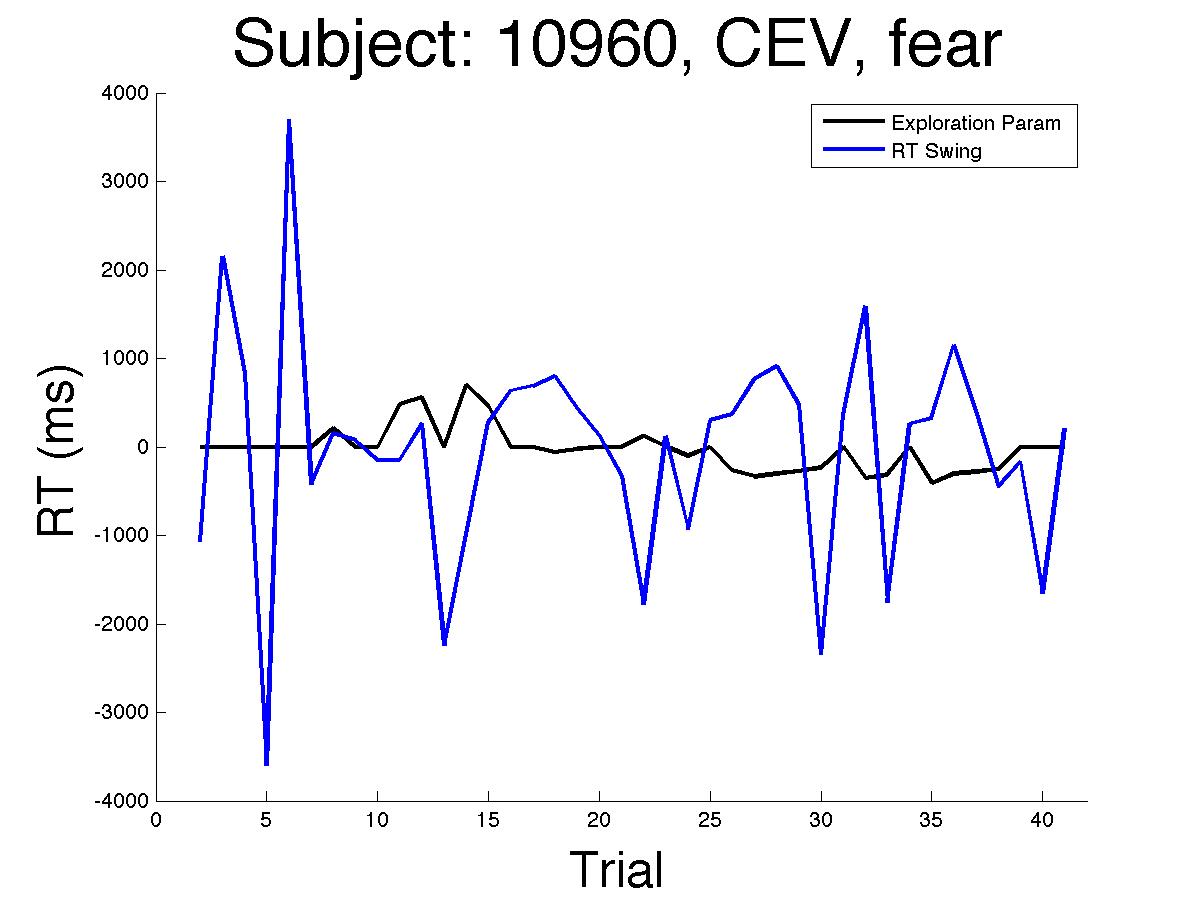 Subject: 10960, CEV, fear
Exploration Param
RT Swing
4000
3000
2000
1000
0
-1000
-2000
-3000
-4000
RT (ms)
0 5 10 15 20 25 30 35 40
Trial